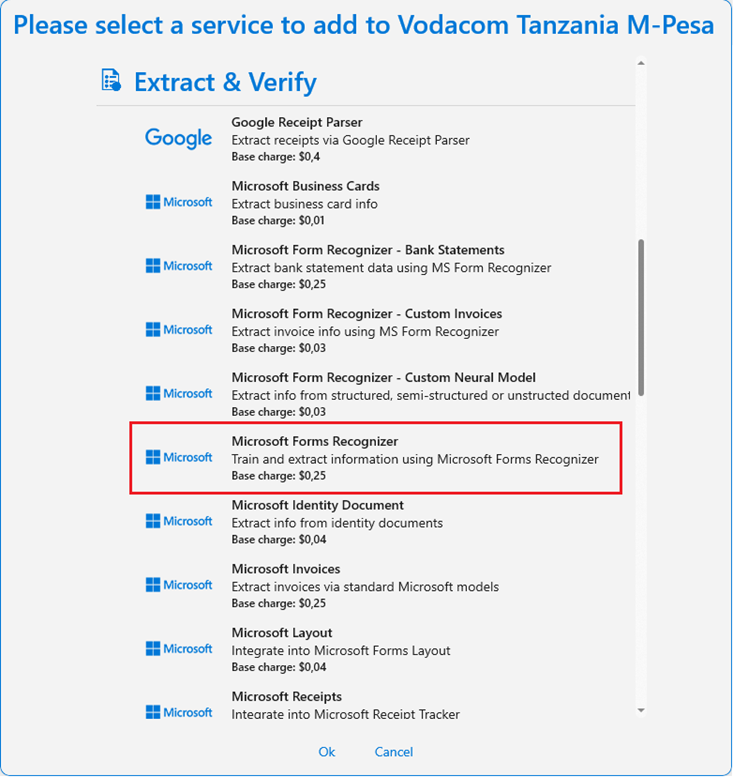 Please select a service to add to Vodacom Tanzania M-Pesa
Extract & Verify
Google
Google Receipt Parser
Extract receipts via Google Receipt Parser
Base charge: $0,4
Microsoft
Microsoft Business Cards
Extract business card info
Base charge: $0,01
Microsoft
Microsoft Form Recognizer - Bank Statements
Extract bank statement data using MS Form Recognizer
Base charge: $0,25
Microsoft
Microsoft Form Recognizer - Custom Invoices
Extract invoice info using MS Form Recognizer
Base charge: $0,03
Microsoft
Microsoft Form Recognizer - Custom Neural Model
Extract info from structured, semi-structured or unstructed document
Base charge: $0,03
Microsoft
Microsoft Forms Recognizer
Train and extract information using Microsoft Forms Recognizer
Base charge: $0,25
Microsoft
Microsoft Identity Document
Extract info from identity documents
Base charge: $0,04
Microsoft
Microsoft Invoices
Extract invoices via standard Microsoft models
Base charge: $0,25
Microsoft
Microsoft Layout
Integrate into Microsoft Forms Layout
Base charge: $0,04
Microsoft
Microsoft Receipts
Integrate into Microsoft Receipt Tracker
Ok
Cancel